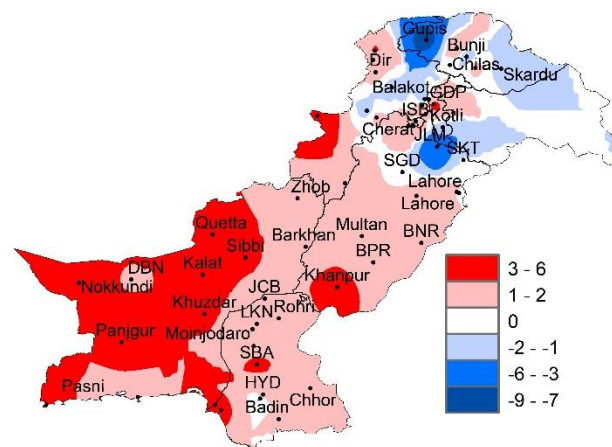 Gupis
Bunji
Dir
Chilas
Skardu
Balakot
GDP
ISB
Kotli
Cherat
JLM
SKT
SGD
Zhob
Lahore
Lahore
Quetta
Multan
BNR
Sibbi
Barkhan
DBN
Kalat
BPR
Nokkundi
Khanpur
JCB
Khuzdar
LKN
Rohri
Panjgur
Moinjodaro
SBA
Pasni
HYD
Chhor
Badin
3 - 6
1 - 2
0
-2 - -1
-6 - -3
-9 - -7